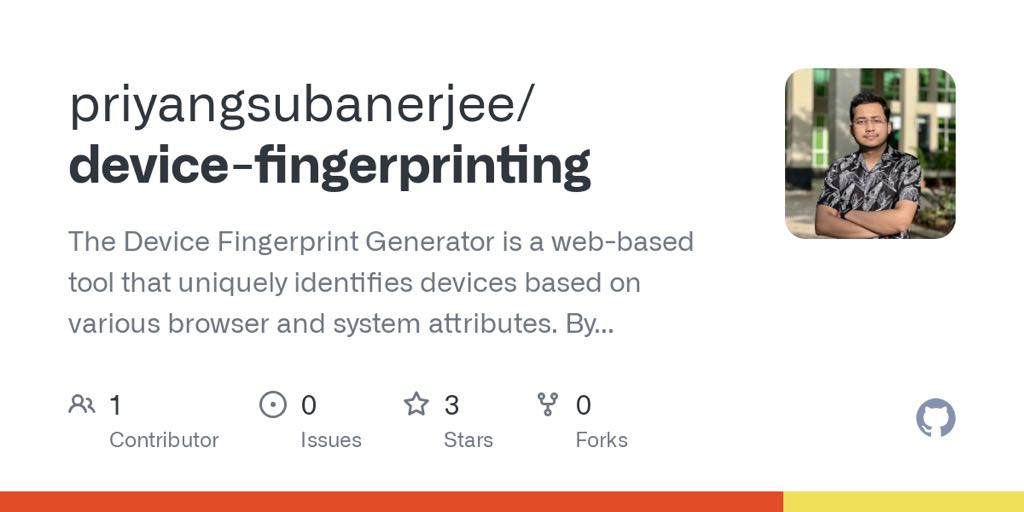 priyangsubanerjee/
device-fingerprinting
The Device Fingerprint Generator is a web-based
tool that uniquely identifies devices based on
various browser and system attributes. By...
1 0 3 0
Contributor Issues Stars Forks